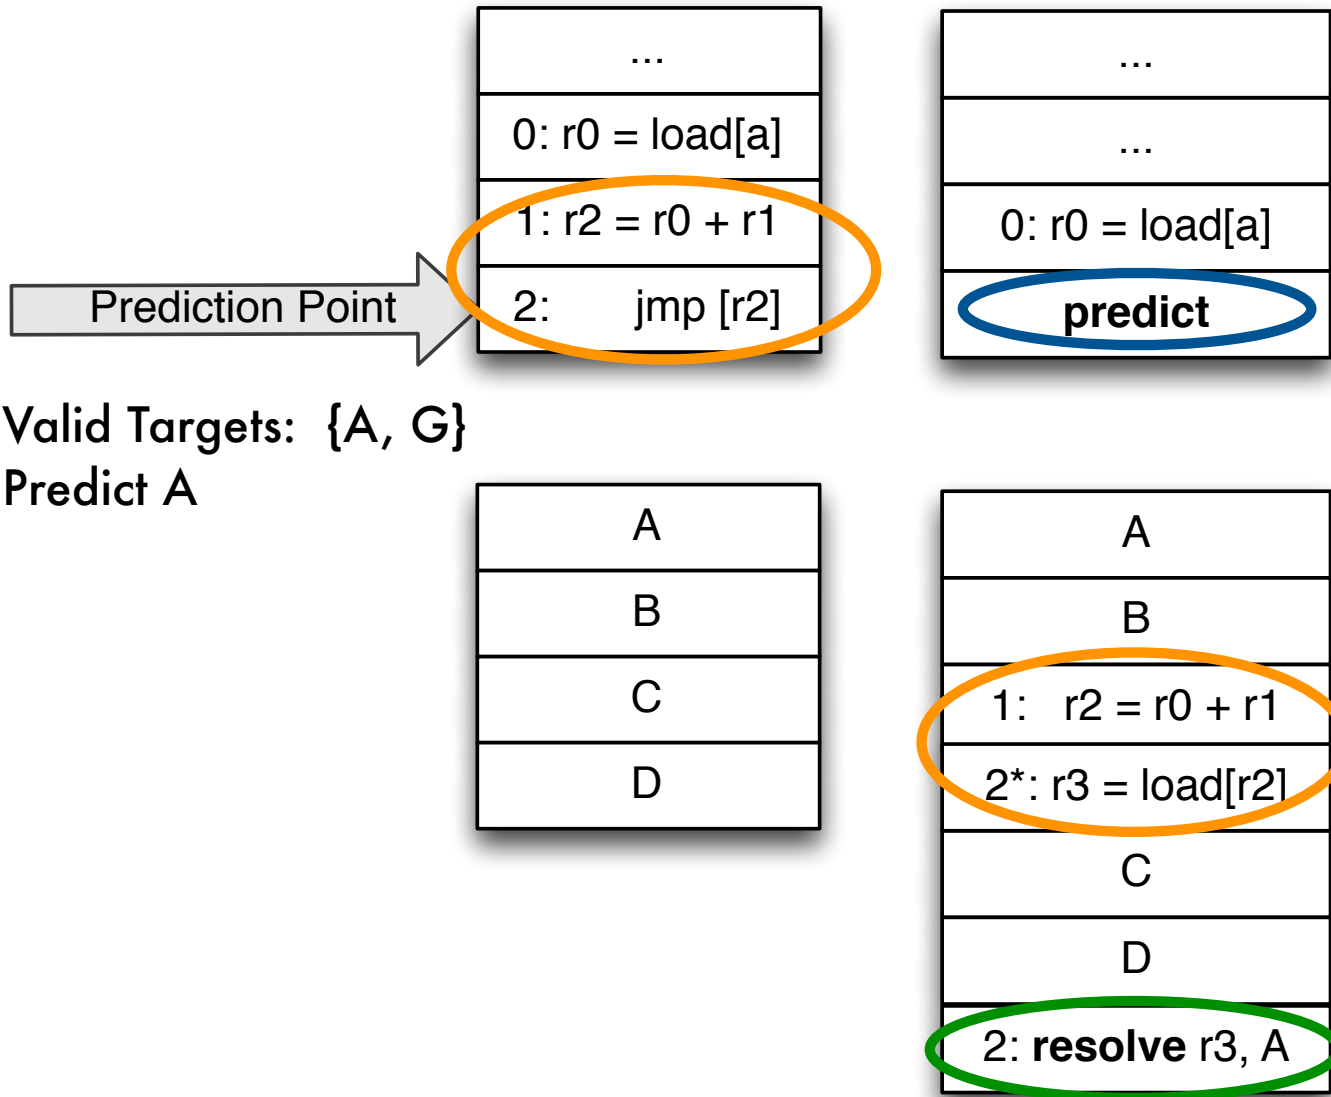 ...
0: r0 = load[a]
1: r2 = r0 + r1
2: jmp [r2]
Prediction Point
Valid Targets: {A, G}
Predict A
A
B
C
D
...
...
0: r0 = load[a]
predict
A
B
1: r2 = r0 + r1
2*: r3 = load[r2]
C
D
2: resolve r3, A